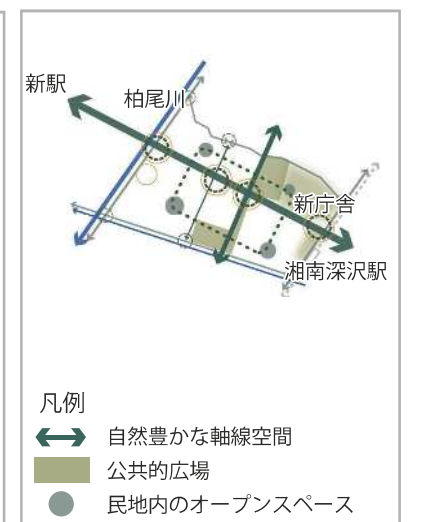 新駅
柏尾川
新庁舎
湘南深沢駅
凡例
自然豊かな軸線空間
公共的広場
民地内のオープンスペース